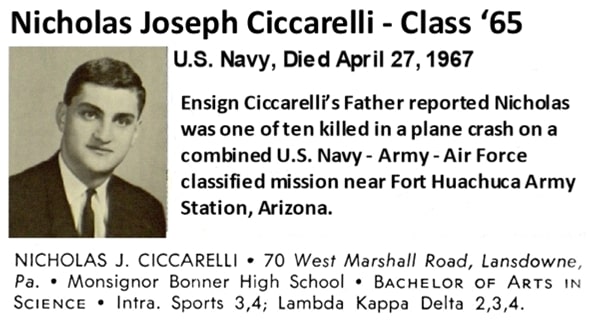 Nicholas Joseph Ciccarelli - Class ‘65
U.S. Navy, Died April 27, 1967
Ensign Ciccarelli’s Father reported Nicholas
was one of ten killed in a plane crash on a
combined U.S. Navy - Army - Air Force
classified mission near Fort Huachuca Army
Station, Arizona.
NICHOLAS J. CICCARELLI • 70 West Marshall Road, Lansdowne,
Pa. • Monsignor Bonner High School • BACHELOR OF ARTS IN
SCIENCE • Intra. Sports 3,4; Lambda Kappa Delta 2,3,4.